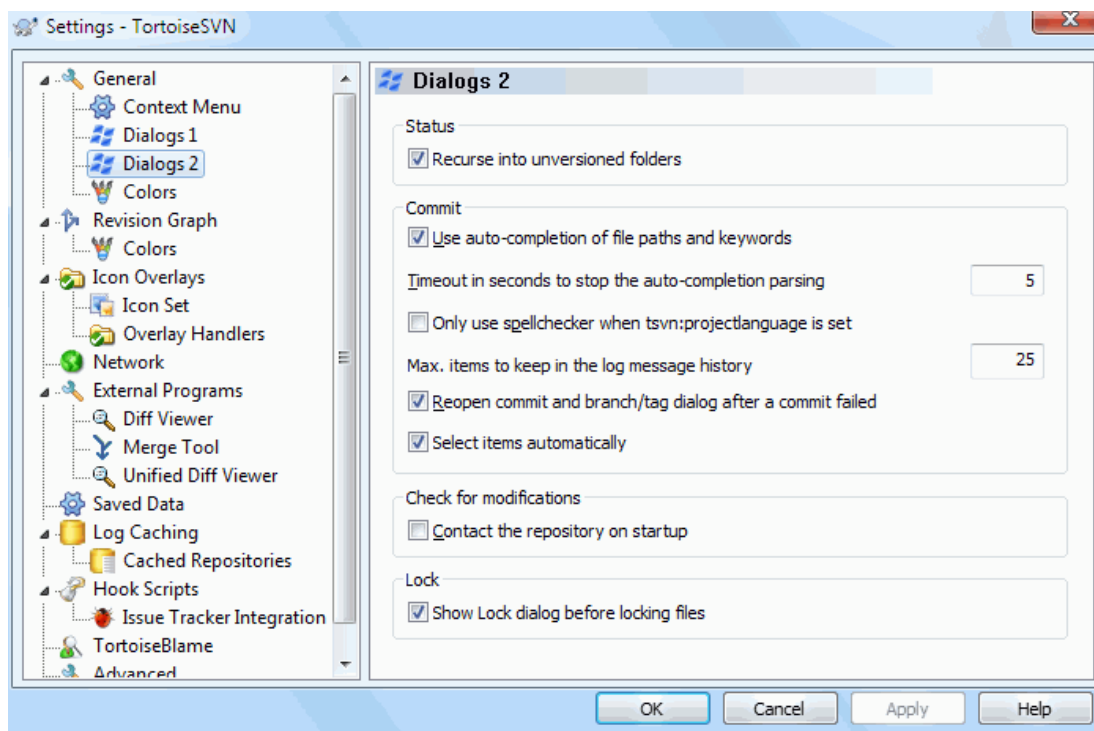 Settings - TortoiseSVN
General
Context Menu
Dialogs 1
Dialogs 2
Colors
Revision Graph
Colors
Icon Overlays
Icon Set
Overlay Handlers
Network
External Programs
Diff Viewer
Merge Tool
Unified Diff Viewer
Saved Data
Log Caching
Cached Repositories
Hook Scripts
Issue Tracker Integration
TortoiseBlame
Advanced
Dialogs 2
Status
Recurse into unversioned folders
Commit
Use auto-completion of file paths and keywords
Timeout in seconds to stop the auto-completion parsing 5
Only use spellchecker when tsvn:projectlanguage is set
Max. items to keep in the log message history 25
Reopen commit and branch/tag dialog after a commit failed
Select items automatically
Check for modifications
Contact the repository on startup
Lock
Show Lock dialog before locking files
OK Cancel Apply Help